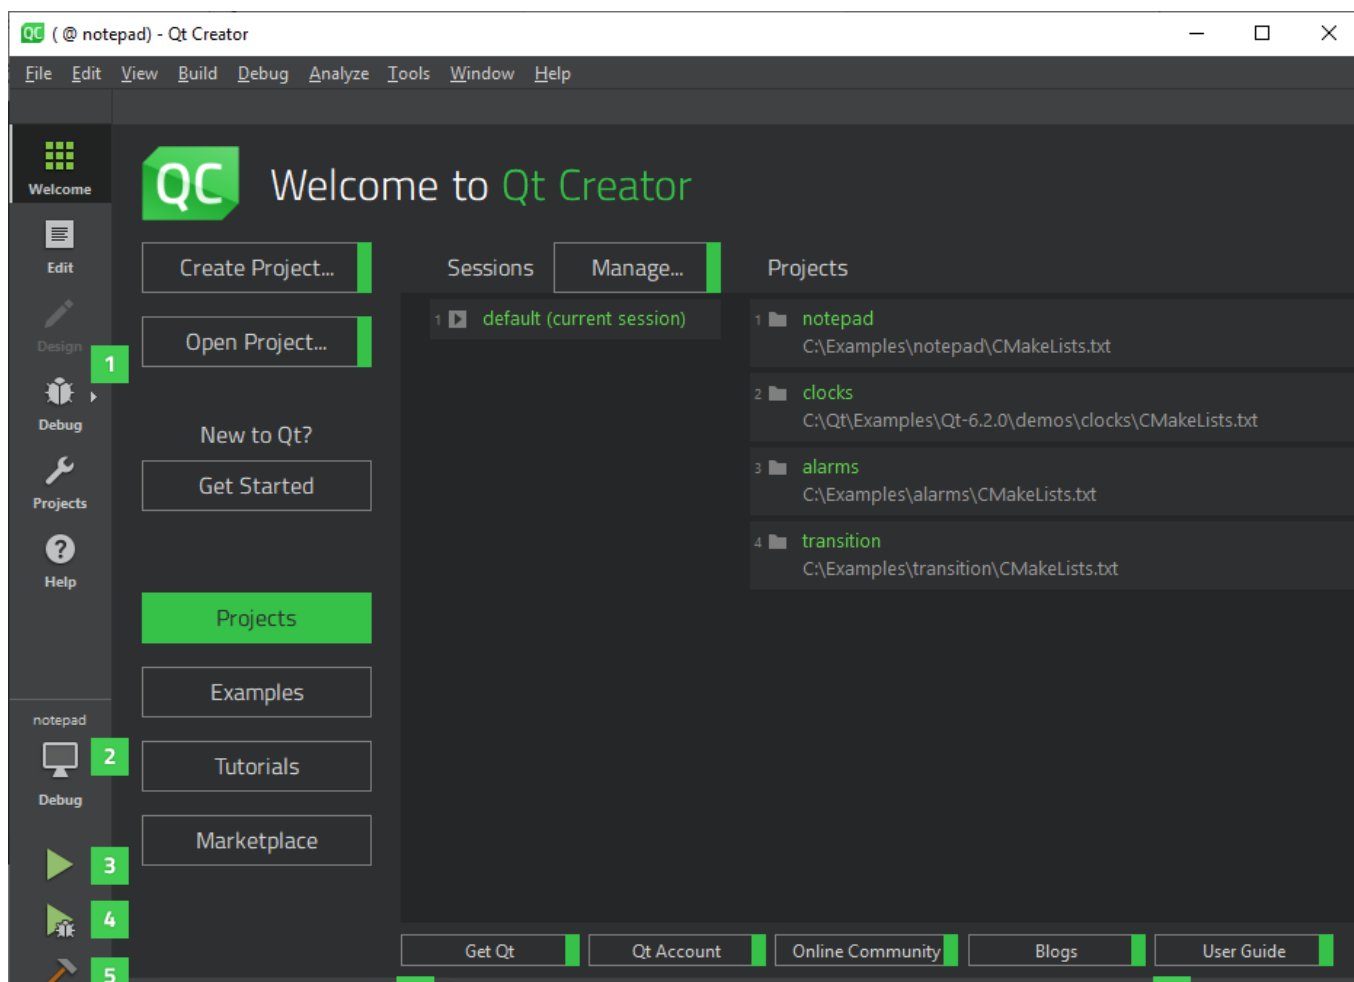 QC ( @ notepad) - Qt Creator
File Edit View Build Debug Analyze Tools Window Help
Welcome
Edit
Design
1
Debug
Projects
Help
notepad
2
Debug
3
4
5
QC Welcome to Qt Creator
Create Project...
Open Project...
New to Qt?
Get Started
Projects
Examples
Tutorials
Marketplace
Sessions Manage...
1 default (current session)
Projects
1 notepad
C:\Examples\notepad\CMakeLists.txt
2 clocks
C:\Qt\Examples\Qt-6.2.0\demos\clocks\CMakeLists.txt
3 alarms
C:\Examples\alarms\CMakeLists.txt
4 transition
C:\Examples\transition\CMakeLists.txt
Get Qt Qt Account Online Community Blogs User Guide